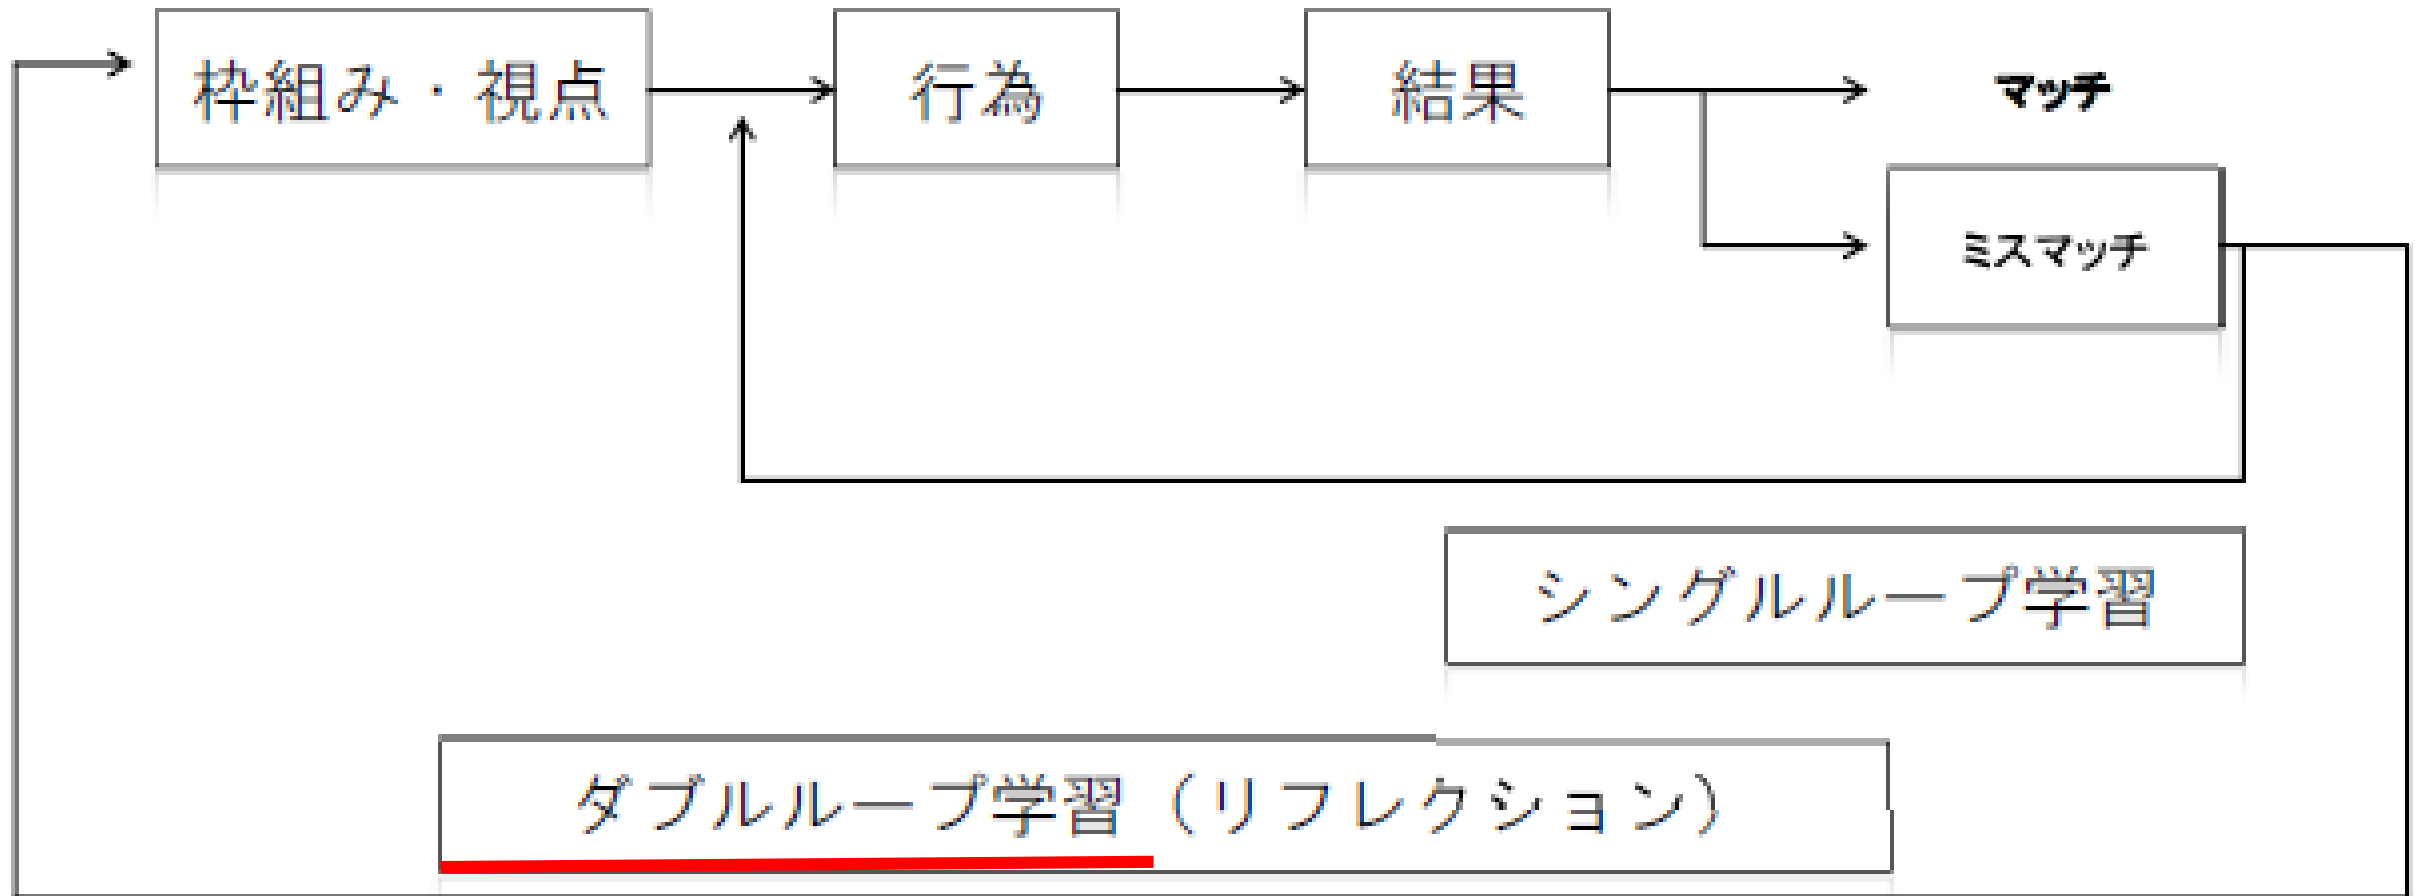 枠組み・視点
行為
結果
マッチ
ミスマッチ
シングルループ学習
ダブルループ学習（リフレクション）